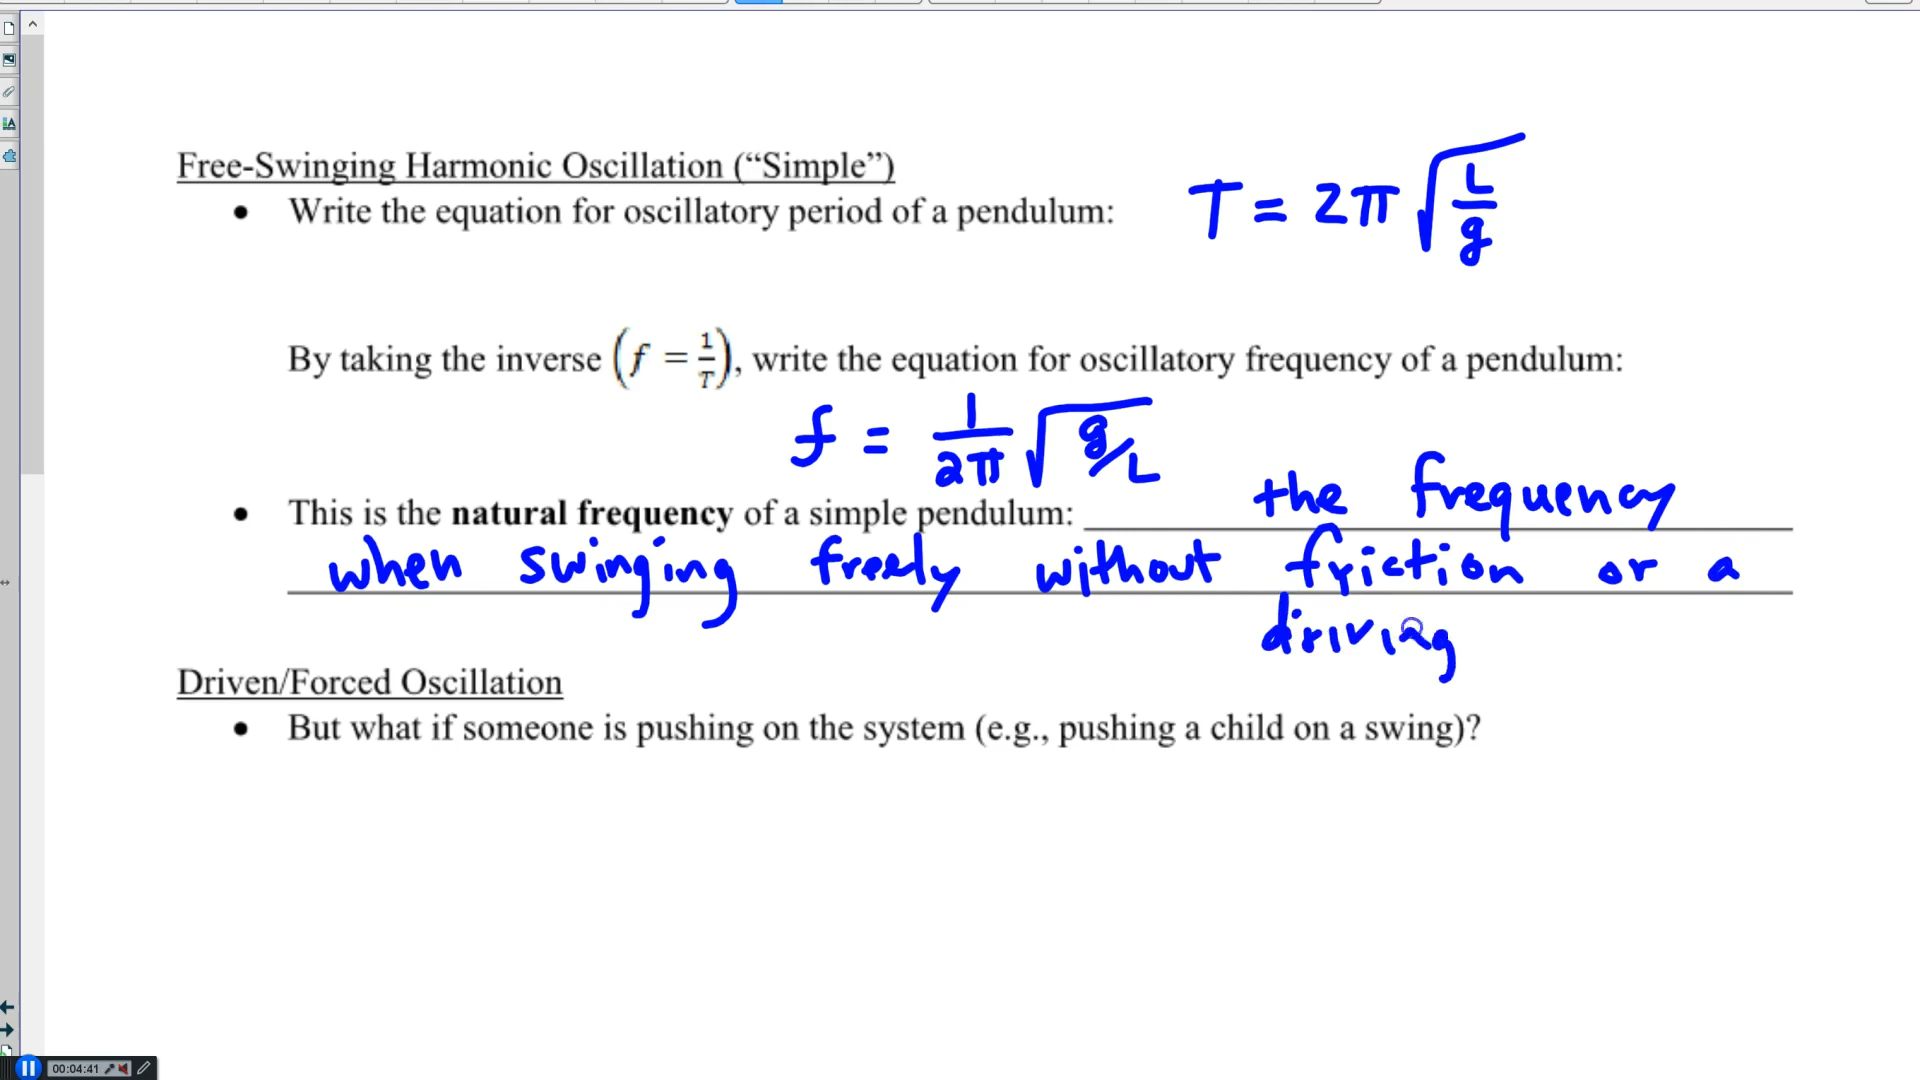 Free-Swinging Harmonic Oscillation (“Simple”)
• Write the equation for oscillatory period of a pendulum: T = 2π √(L/g)
By taking the inverse (f = 1/T), write the equation for oscillatory frequency of a pendulum:
f = 1/2π √(g/L)
• This is the natural frequency of a simple pendulum: the frequency
when swinging freely without friction or a
driving
Driven/Forced Oscillation
• But what if someone is pushing on the system (e.g., pushing a child on a swing)?
00:04:41